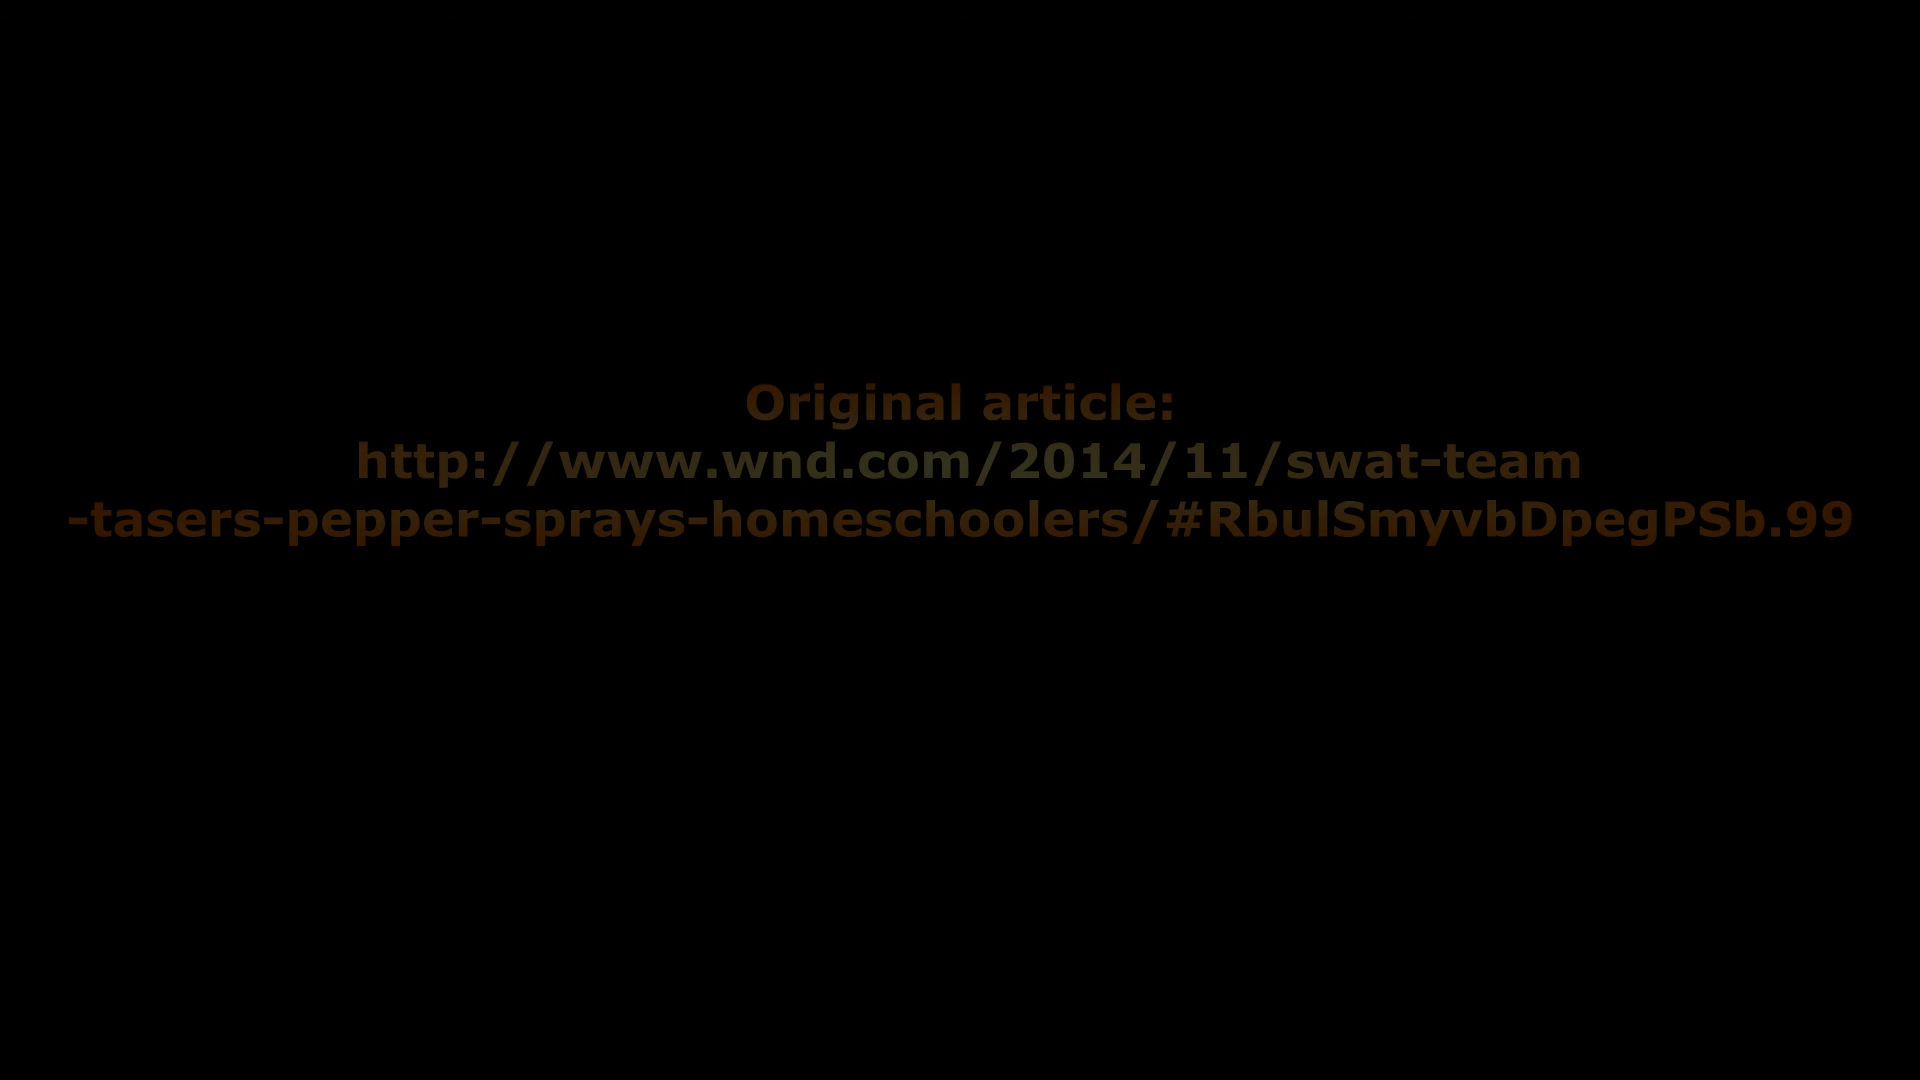 Original article:
http://www.wnd.com/2014/11/swat-team
-tasers-pepper-sprays-homeschoolers/#RbulSmyvbDpegPSb.99